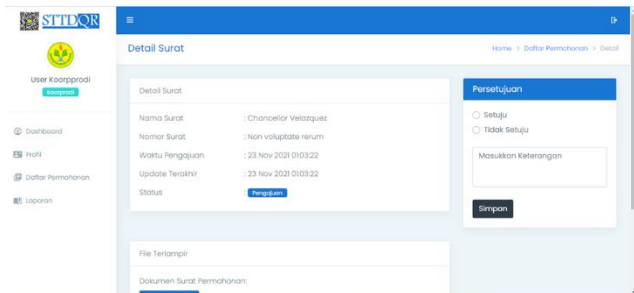 STTDQR
User Koorpprodi
Koorprodi
Dashboard
Profil
Daftar Permohonan
Laporan
Detail Surat
Home > Daftar Permohonan > Detail
Detail Surat
Nama Surat : Chancellor Velazquez
Nomor Surat : Non voluptate rerum
Waktu Pengajuan : 23 Nov 2021 01:03:22
Update Terakhir : 23 Nov 2021 01:03:22
Status : Pengajuan
Persetujuan
Setuju
Tidak Setuju
Masukkan Keterangan
Simpan
File Terlampir
Dokumen Surat Permohonan: